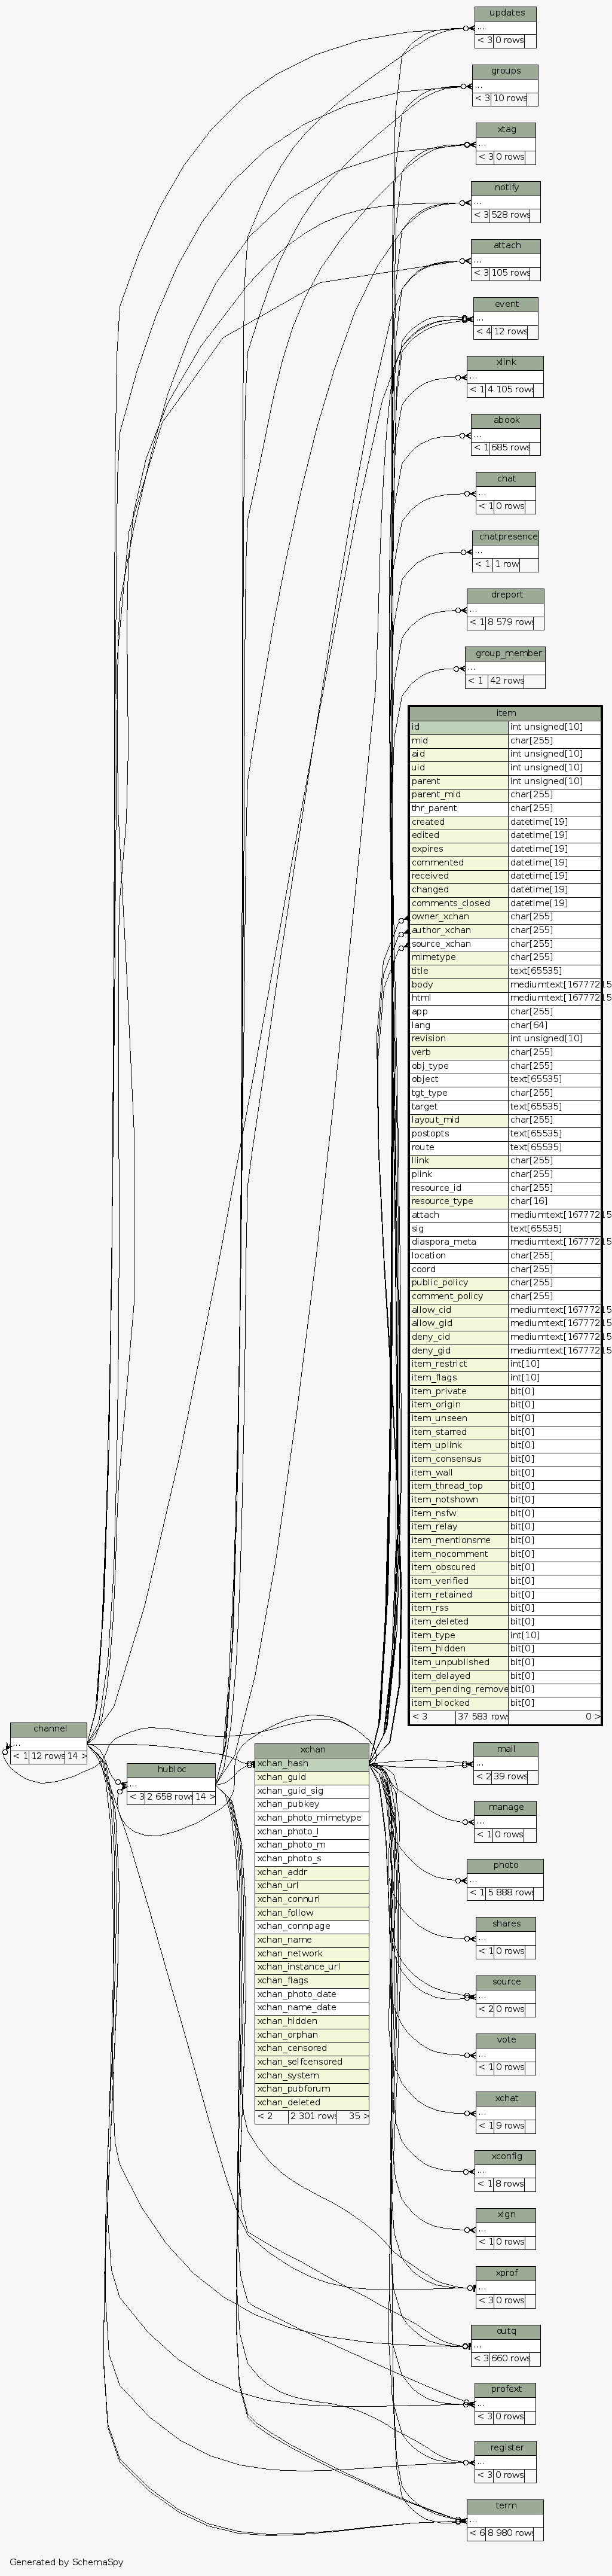 updates
...
< 3 0 rows
groups
...
< 3 10 rows
xtag
...
< 3 0 rows
notify
...
< 3 528 rows
attach
...
< 3 105 rows
event
...
< 4 12 rows
xlink
...
< 1 4 105 rows
abook
...
< 1 685 rows
chat
...
< 1 0 rows
chatpresence
...
< 1 1 row
dreport
...
< 1 8 579 rows
group_member
...
< 1 42 rows
item
id int unsigned[10]
mid char[255]
aid int unsigned[10]
uid int unsigned[10]
parent int unsigned[10]
parent_mid char[255]
thr_parent char[255]
created datetime[19]
edited datetime[19]
expires datetime[19]
commented datetime[19]
received datetime[19]
changed datetime[19]
comments_closed datetime[19]
owner_xchan char[255]
author_xchan char[255]
source_xchan char[255]
mimetype char[255]
title text[65535]
body mediumtext[16777215
html mediumtext[16777215
app char[255]
lang char[64]
revision int unsigned[10]
verb char[255]
obj_type char[255]
object text[65535]
tgt_type char[255]
target text[65535]
layout_mid char[255]
postopts text[65535]
route text[65535]
llink char[255]
plink char[255]
resource_id char[255]
resource_type char[16]
attach mediumtext[16777215
sig text[65535]
diaspora_meta mediumtext[16777215
location char[255]
coord char[255]
public_policy char[255]
comment_policy char[255]
allow_cid mediumtext[16777215
allow_gid mediumtext[16777215
deny_cid mediumtext[16777215
deny_gid mediumtext[16777215
item_restrict int[10]
item_flags int[10]
item_private bit[0]
item_origin bit[0]
item_unseen bit[0]
item_starred bit[0]
item_uplink bit[0]
item_consensus bit[0]
item_wall bit[0]
item_thread_top bit[0]
item_notshown bit[0]
item_nsfw bit[0]
item_relay bit[0]
item_mentionsme bit[0]
item_nocomment bit[0]
item_obscured bit[0]
item_verified bit[0]
item_retained bit[0]
item_rss bit[0]
item_deleted bit[0]
item_type int[10]
item_hidden bit[0]
item_unpublished bit[0]
item_delayed bit[0]
item_pending_remove bit[0]
item_blocked bit[0]
< 3 37 583 rows 0 >
channel
...
< 1 12 rows 14 >
hubloc
...
< 3 2 658 rows 14 >
xchan
xchan_hash
xchan_guid
xchan_guid_sig
xchan_pubkey
xchan_photo_mimetype
xchan_photo_l
xchan_photo_m
xchan_photo_s
xchan_addr
xchan_url
xchan_connurl
xchan_follow
xchan_connpage
xchan_name
xchan_network
xchan_instance_url
xchan_flags
xchan_photo_date
xchan_name_date
xchan_hidden
xchan_orphan
xchan_censored
xchan_selfcensored
xchan_system
xchan_pubforum
xchan_deleted
< 2 2 301 rows 35 >
mail
...
< 2 39 rows
manage
...
< 1 0 rows
photo
...
< 1 5 888 rows
shares
...
< 1 0 rows
source
...
< 2 0 rows
vote
...
< 1 0 rows
xchat
...
< 1 9 rows
xconfig
...
< 1 8 rows
xign
...
< 1 0 rows
xprof
...
< 3 0 rows
outq
...
< 3 660 rows
profext
...
< 3 0 rows
register
...
< 3 0 rows
term
...
< 6 8 980 rows
Generated by SchemaSpy